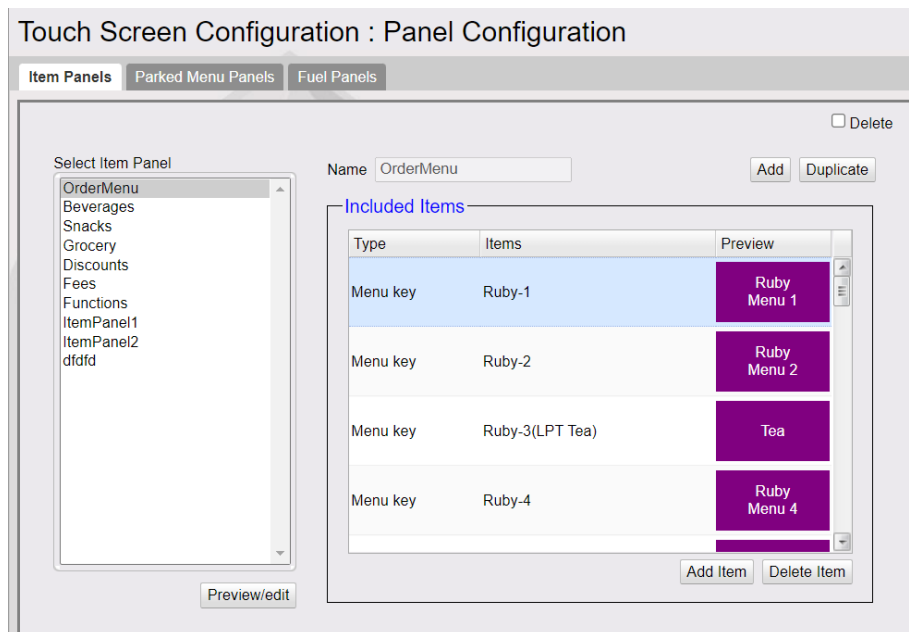 Touch Screen Configuration : Panel Configuration
Item Panels Parked Menu Panels Fuel Panels
Delete
Select Item Panel
OrderMenu
Beverages
Snacks
Grocery
Discounts
Fees
Functions
ItemPanel1
ItemPanel2
dfdfd
Preview/edit
Name OrderMenu Add Duplicate
Included Items
Type Items Preview
Menu key Ruby-1 Ruby
Menu 1
Menu key Ruby-2 Ruby
Menu 2
Menu key Ruby-3(LPT Tea) Tea
Menu key Ruby-4 Ruby
Menu 4
Add Item Delete Item